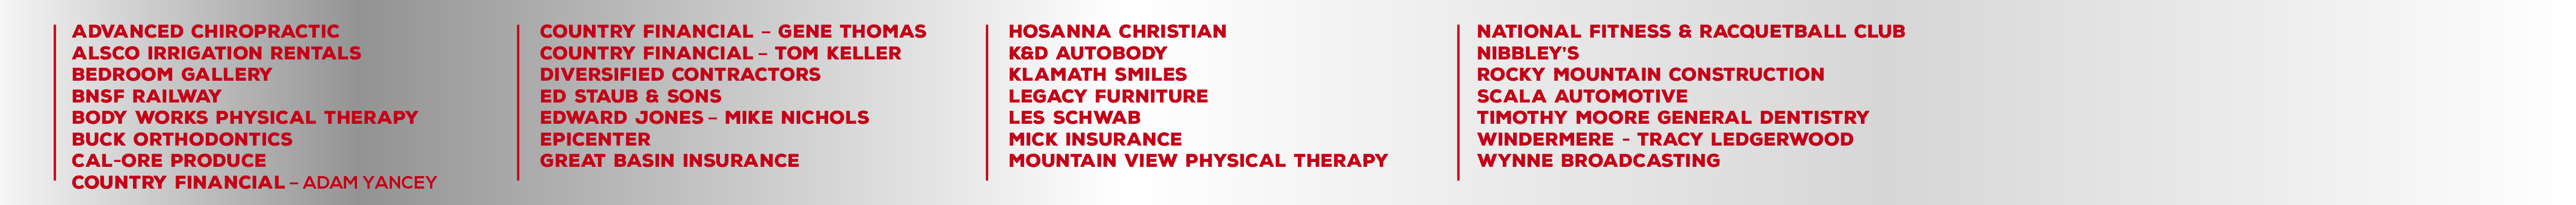 ADVANCED CHIROPRACTIC
ALSCO IRRIGATION RENTALS
BEDROOM GALLERY
BNSF RAILWAY
BODY WORKS PHYSICAL THERAPY
BUCK ORTHODONTICS
CAL-ORE PRODUCE
COUNTRY FINANCIAL – ADAM YANCEY
COUNTRY FINANCIAL – GENE THOMAS
COUNTRY FINANCIAL – TOM KELLER
DIVERSIFIED CONTRACTORS
ED STAUB & SONS
EDWARD JONES – MIKE NICHOLS
EPICENTER
GREAT BASIN INSURANCE
HOSANNA CHRISTIAN
K&D AUTOBODY
KLAMATH SMILES
LEGACY FURNITURE
LES SCHWAB
MICK INSURANCE
MOUNTAIN VIEW PHYSICAL THERAPY
NATIONAL FITNESS & RACQUETBALL CLUB
NIBBLEY’S
ROCKY MOUNTAIN CONSTRUCTION
SCALA AUTOMOTIVE
TIMOTHY MOORE GENERAL DENTISTRY
WINDERMERE - TRACY LEDGERWOOD
WYNNE BROADCASTING